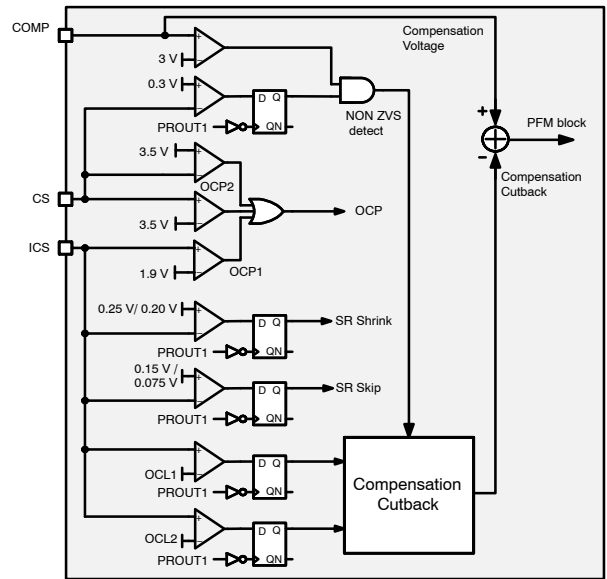 COMP
Compensation
Voltage
+
−
3 V
0.3 V
+
−
D Q
QN
PROUT1
NON ZVS
detect
+
PFM block
−
Compensation
Cutback
3.5 V
+
−
OCP2
CS
+
−
3.5 V
OCP
ICS
+
−
1.9 V
OCP1
0.25 V/ 0.20 V
+
−
D Q
QN
SR Shrink
PROUT1
0.15 V /
0.075 V
+
−
D Q
QN
SR Skip
PROUT1
+
−
OCL1
D Q
QN
PROUT1
Compensation
Cutback
+
−
OCL2
D Q
QN
PROUT1